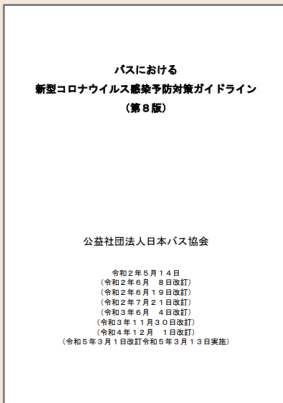 バスにおける
新型コロナウイルス感染予防対策ガイドライン
（第８版）
公益社団法人日本バス協会
令和２年５月１４日
（令和２年６月　８日改訂）
（令和２年６月１９日改訂）
（令和２年７月２１日改訂）
（令和３年６月　４日改訂）
（令和３年１１月３０日改訂）
（令和４年１２月　１日改訂）
（令和５年３月１日改訂令和５年３月１３日実施）